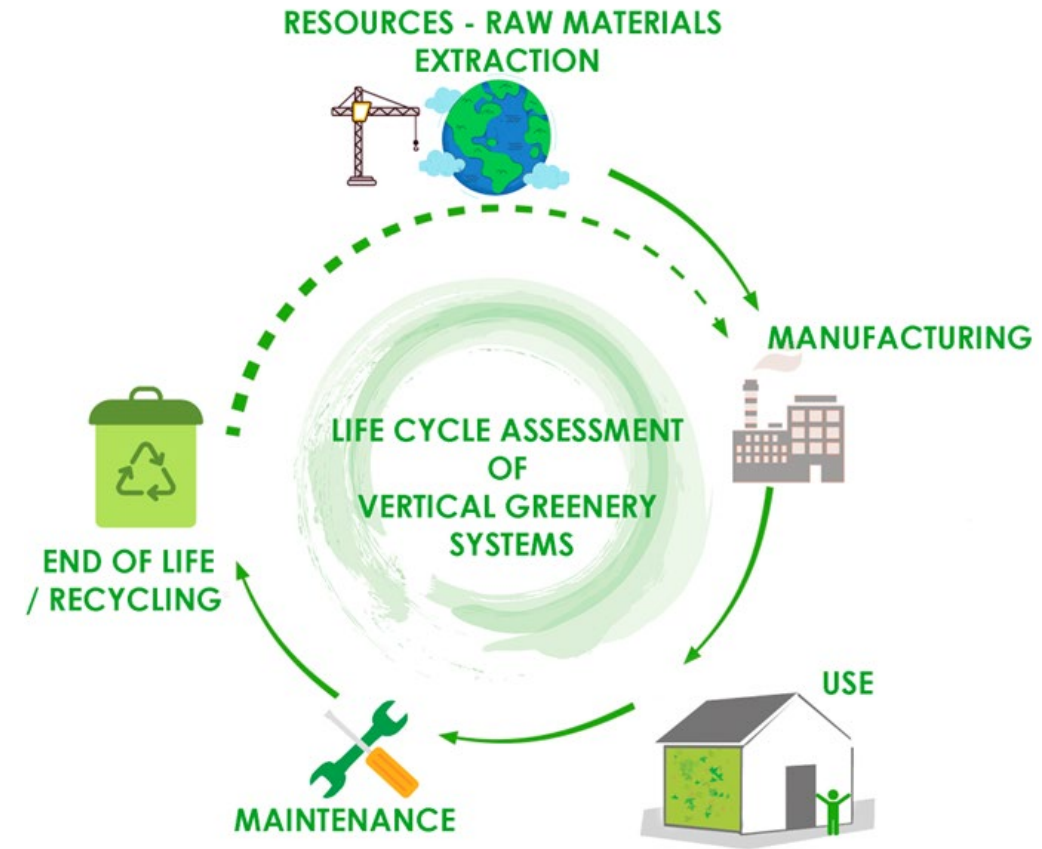 RESOURCES - RAW MATERIALS
EXTRACTION
MANUFACTURING
LIFE CYCLE ASSESSMENT
OF
VERTICAL GREENERY
SYSTEMS
END OF LIFE
/ RECYCLING
USE
MAINTENANCE